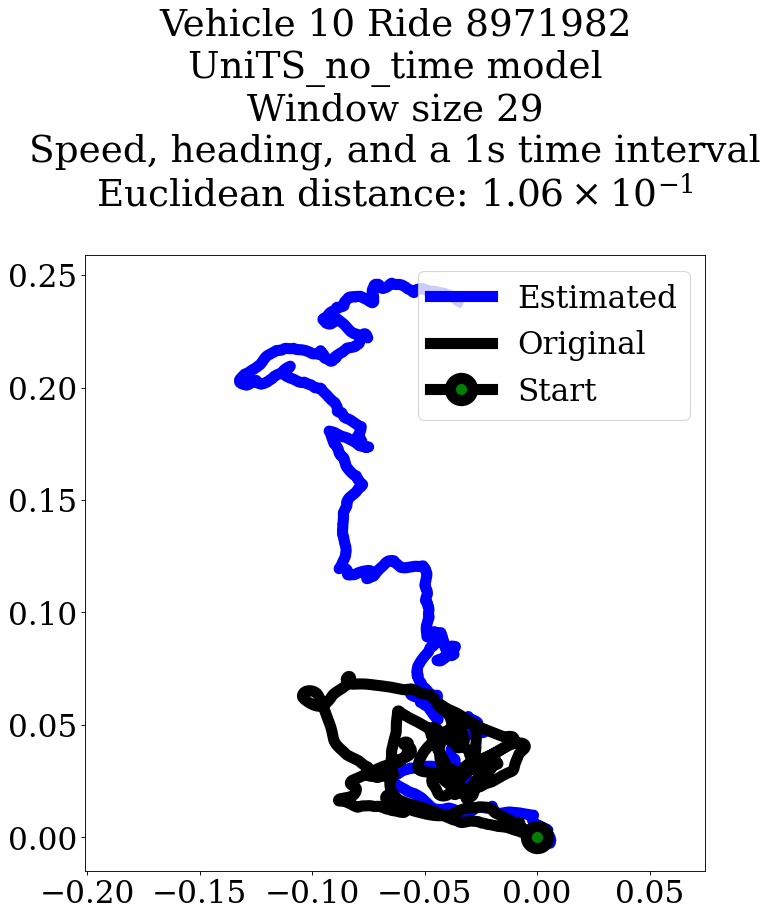 Vehicle 10 Ride 8971982
UniTS_no_time model
Window size 29
Speed, heading, and a 1s time interval
Euclidean distance: 1.06 × 10⁻¹
0.25
0.20
0.15
0.10
0.05
0.00
Estimated
Original
Start
−0.20 −0.15 −0.10 −0.05 0.00 0.05